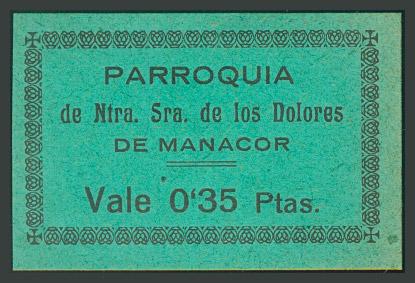 PARROQUIA
de Ntra. Sra. de los Dolores
DE MANACOR
Vale 0'35 Ptas.